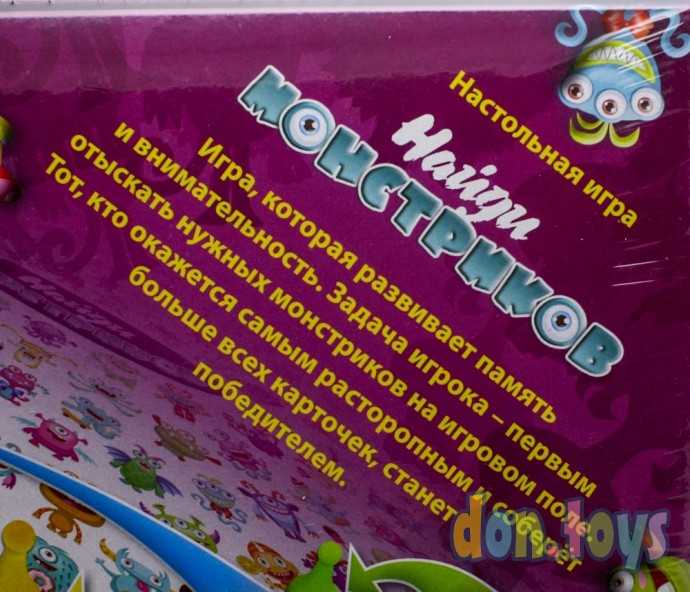 Настольная игра
Найди
МОНСТРИКОВ
Игра, которая развивает память
и внимательность. Задача игрока – первым
отыскать нужных монстриков на игровом поле.
Тот, кто окажется самым расторопным и соберёт
больше всех карточек, станет
победителем.
don.toys